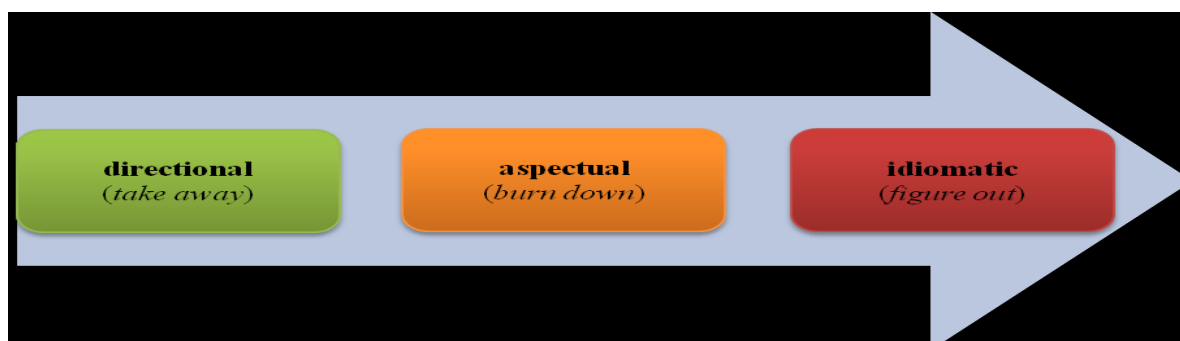 directional
(take away)
aspectual
(burn down)
idiomatic
(figure out)